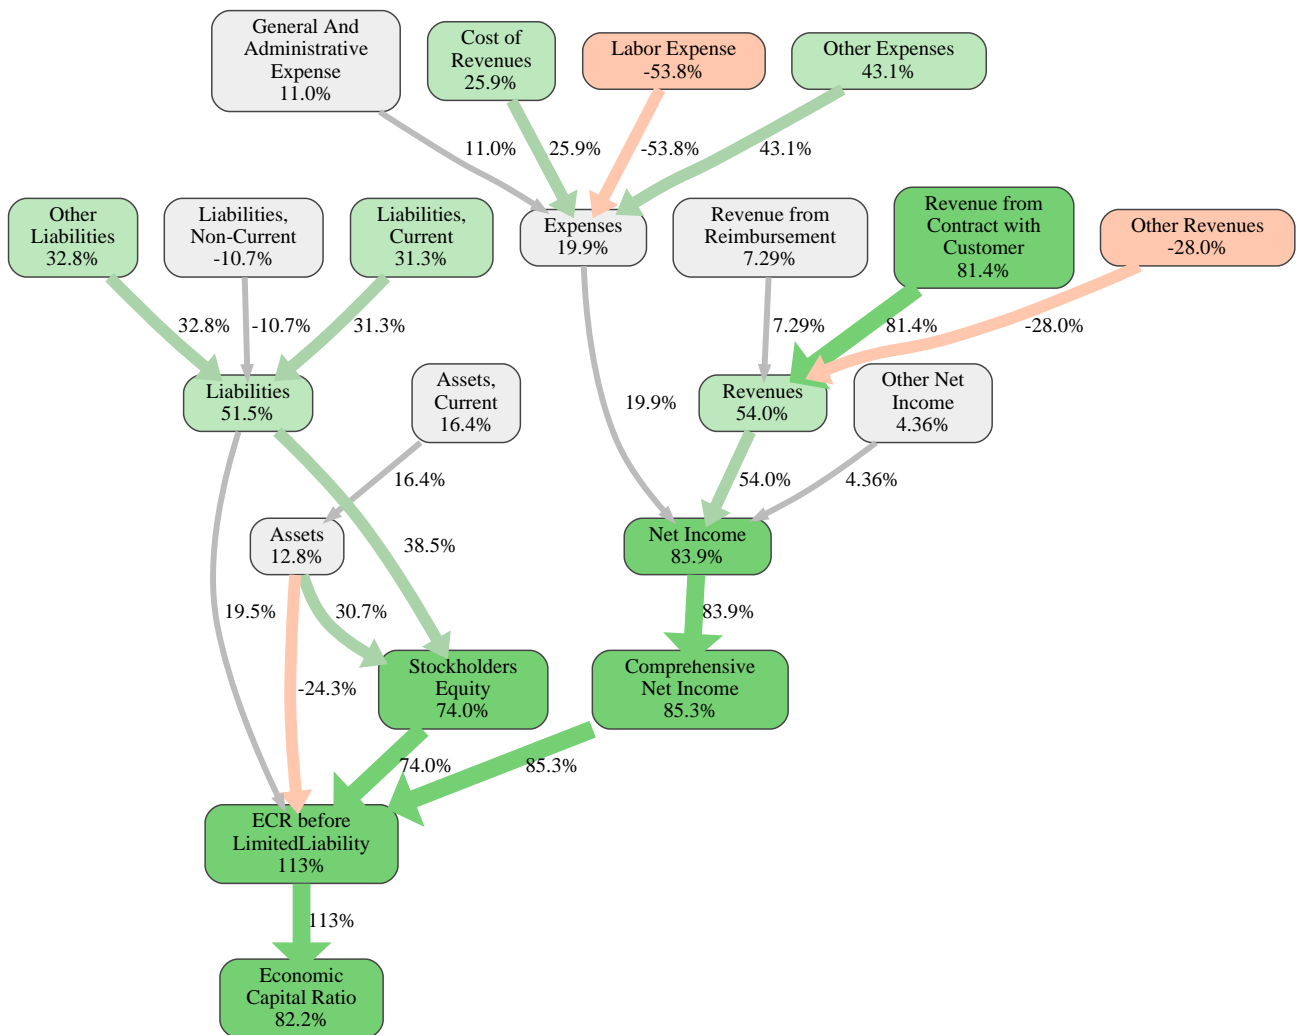 General And
Administrative
Expense
11.0%
Cost of
Revenues
25.9%
Labor Expense
-53.8%
Other Expenses
43.1%
11.0%
25.9%
-53.8%
43.1%
Other
Liabilities
32.8%
Liabilities,
Non-Current
-10.7%
Liabilities,
Current
31.3%
Expenses
19.9%
Revenue from
Reimbursement
7.29%
Revenue from
Contract with
Customer
81.4%
Other Revenues
-28.0%
32.8%
-10.7%
31.3%
7.29%
81.4%
-28.0%
Liabilities
51.5%
Assets,
Current
16.4%
19.9%
Revenues
54.0%
Other Net
Income
4.36%
16.4%
54.0%
4.36%
Assets
12.8%
38.5%
Net Income
83.9%
19.5%
30.7%
83.9%
-24.3%
Stockholders
Equity
74.0%
Comprehensive
Net Income
85.3%
74.0%
85.3%
ECR before
LimitedLiability
113%
113%
Economic
Capital Ratio
82.2%